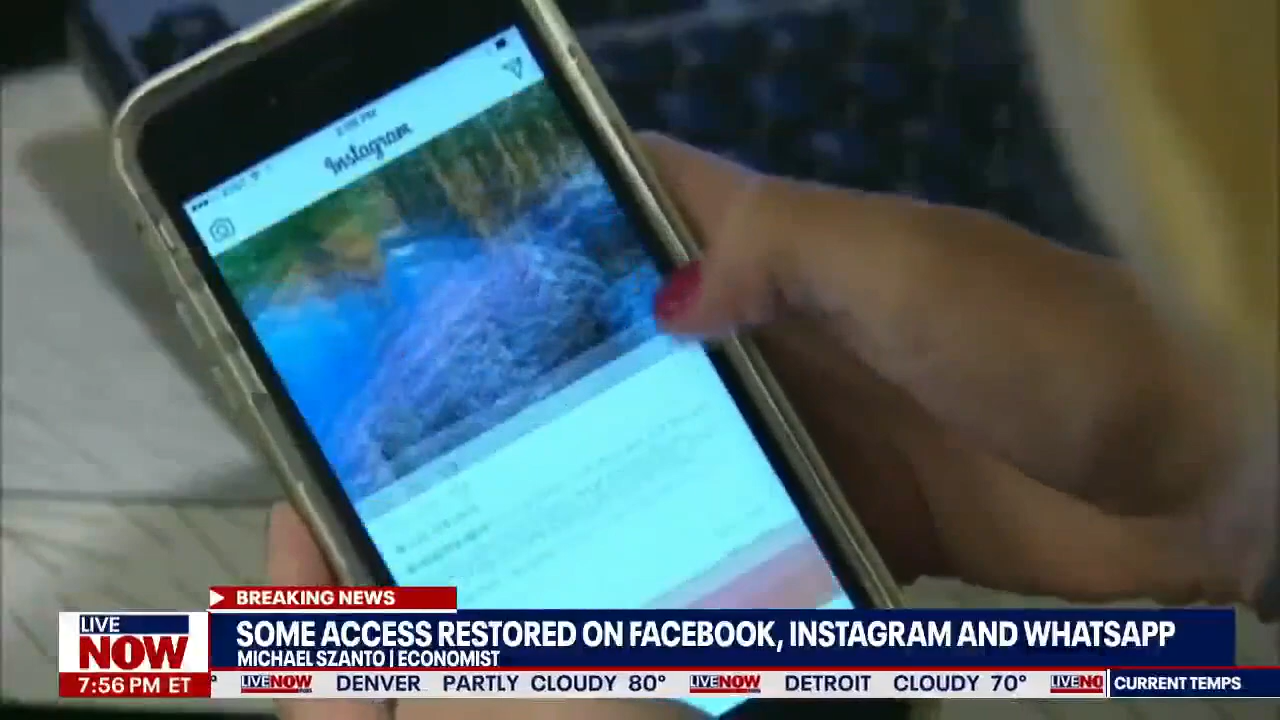 Instagram
BREAKING NEWS
LIVE
NOW
SOME ACCESS RESTORED ON FACEBOOK, INSTAGRAM AND WHATSAPP
MICHAEL SZANTO | ECONOMIST
7:56 PM ET
LIVENOW DENVER PARTLY CLOUDY 80° LIVENOW DETROIT CLOUDY 70° LIVENO CURRENT TEMPS